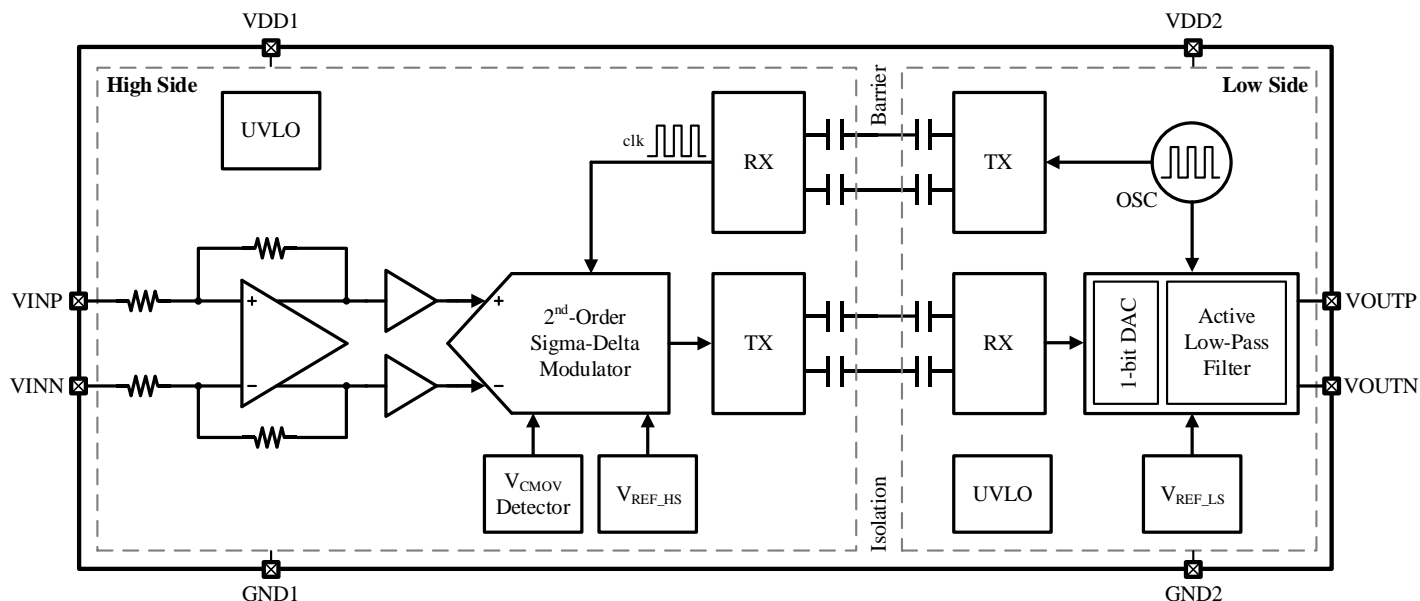 VDD1
VDD2
High Side
Barrier
Low Side
UVLO
clk
RX
TX
OSC
VINP
+
+
2nd-Order
Sigma-Delta
Modulator
TX
RX
1-bit DAC
Active
Low-Pass
Filter
VOUTP
VINN
−
−
VOUTN
VCMOV
Detector
VREF_HS
Isolation
UVLO
VREF_LS
GND1
GND2